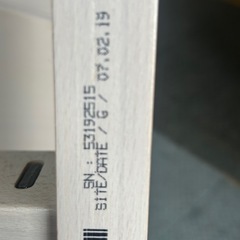 SN : 53192515
SITE/DATE / G / 07.02.19